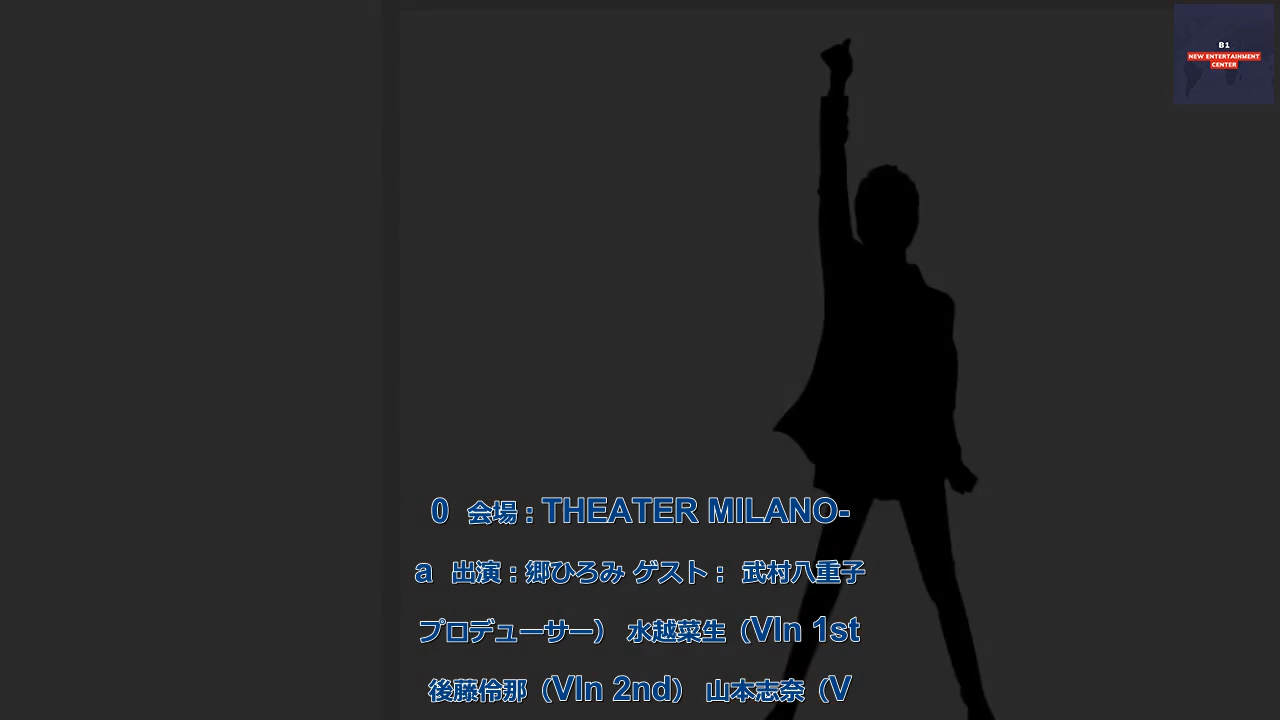 B1
NEW ENTERTAINMENT
CENTER
0 会場：THEATER MILANO-
a 出演：郷ひろみ ゲスト： 武村八重子
プロデューサー） 水越菜生（Vln 1st
後藤伶那（Vln 2nd） 山本志奈（V